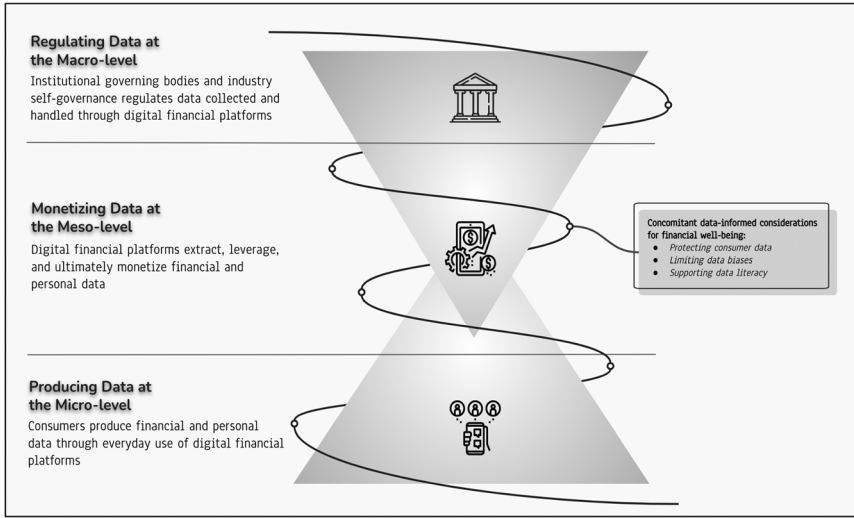 Regulating Data at
the Macro-level
Institutional governing bodies and industry
self-governance regulates data collected and
handled through digital financial platforms
Monetizing Data at
the Meso-level
Digital financial platforms extract, leverage,
and ultimately monetize financial and
personal data
Concomitant data-informed considerations
for financial well-being:
● Protecting consumer data
● Limiting data biases
● Supporting data literacy
Producing Data at
the Micro-level
Consumers produce financial and personal
data through everyday use of digital financial
platforms